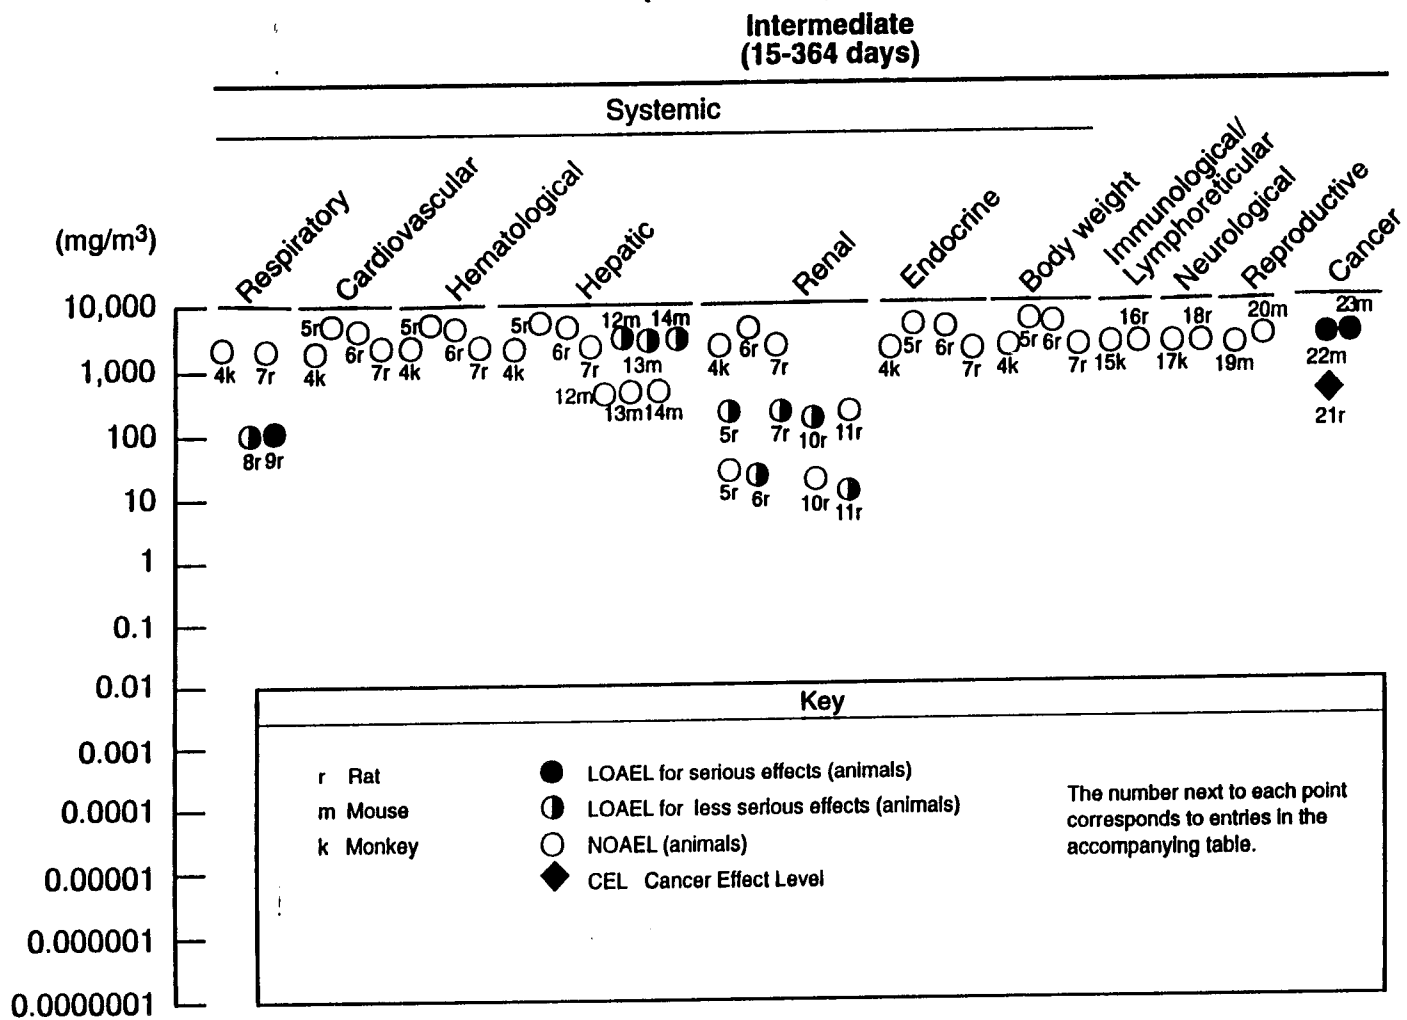 Intermediate
(15-364 days)
Systemic
Respiratory
Cardiovascular
Hematological
Hepatic
Renal
Endocrine
Body weight
Immunological/
Lymphoreticular
Neurological
Reproductive
Cancer
(mg/m³)
10,000
1,000
100
10
1
0.1
0.01
0.001
0.0001
0.00001
0.000001
0.0000001
4k 7r
8r 9r
5r 6r
4k 7r
5r 6r
4k 7r
5r 12m 14m
6r 13m
4k 7r
12m 13m 14m
6r
4k 7r
5r 7r 10r 11r
5r 6r 10r 11r
5r 6r
4k 7r
5r 6r
4k 7r
16r
15k
18r
17k
20m
19m
23m
22m
21r
Key
r Rat
m Mouse
k Monkey
LOAEL for serious effects (animals)
LOAEL for less serious effects (animals)
NOAEL (animals)
CEL Cancer Effect Level
The number next to each point
corresponds to entries in the
accompanying table.